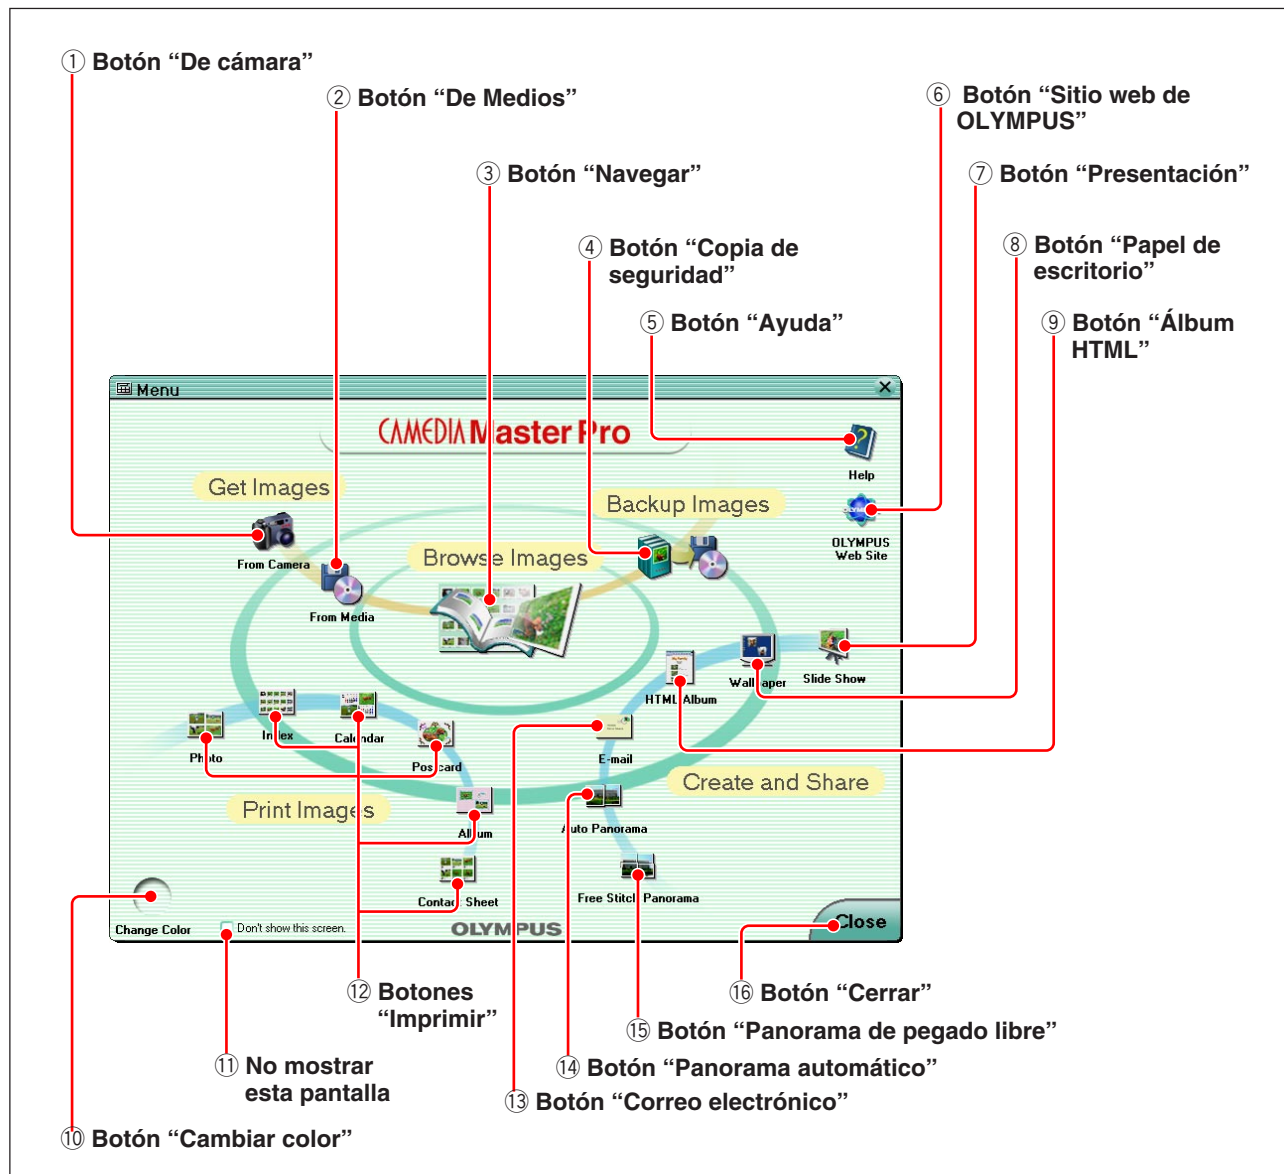 ① Botón “De cámara”
② Botón “De Medios”
③ Botón “Navegar”
④ Botón “Copia de
seguridad”
⑤ Botón “Ayuda”
⑥ Botón “Sitio web de
OLYMPUS”
⑦ Botón “Presentación”
⑧ Botón “Papel de
escritorio”
⑨ Botón “Álbum
HTML”
Menu
CAMEDIA Master Pro
Help
OLYMPUS
Web Site
Get Images
From Camera
From Media
Browse Images
Backup Images
Slide Show
Wallpaper
HTML Album
E-mail
Create and Share
Auto Panorama
Free Stitch Panorama
Photo
Index
Calendar
Postcard
Print Images
Album
Contact Sheet
Change Color
Don't show this screen.
OLYMPUS
Close
⑫ Botones
“Imprimir”
⑯ Botón “Cerrar”
⑮ Botón “Panorama de pegado libre”
⑪ No mostrar
esta pantalla
⑭ Botón “Panorama automático”
⑬ Botón “Correo electrónico”
⑩ Botón “Cambiar color”